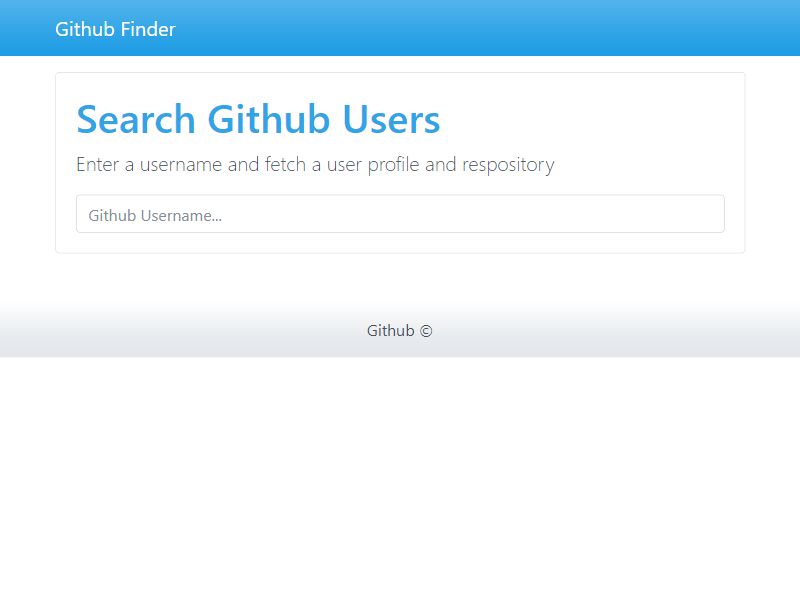 Github Finder
Search Github Users
Enter a username and fetch a user profile and respository
Github Username...
Github ©